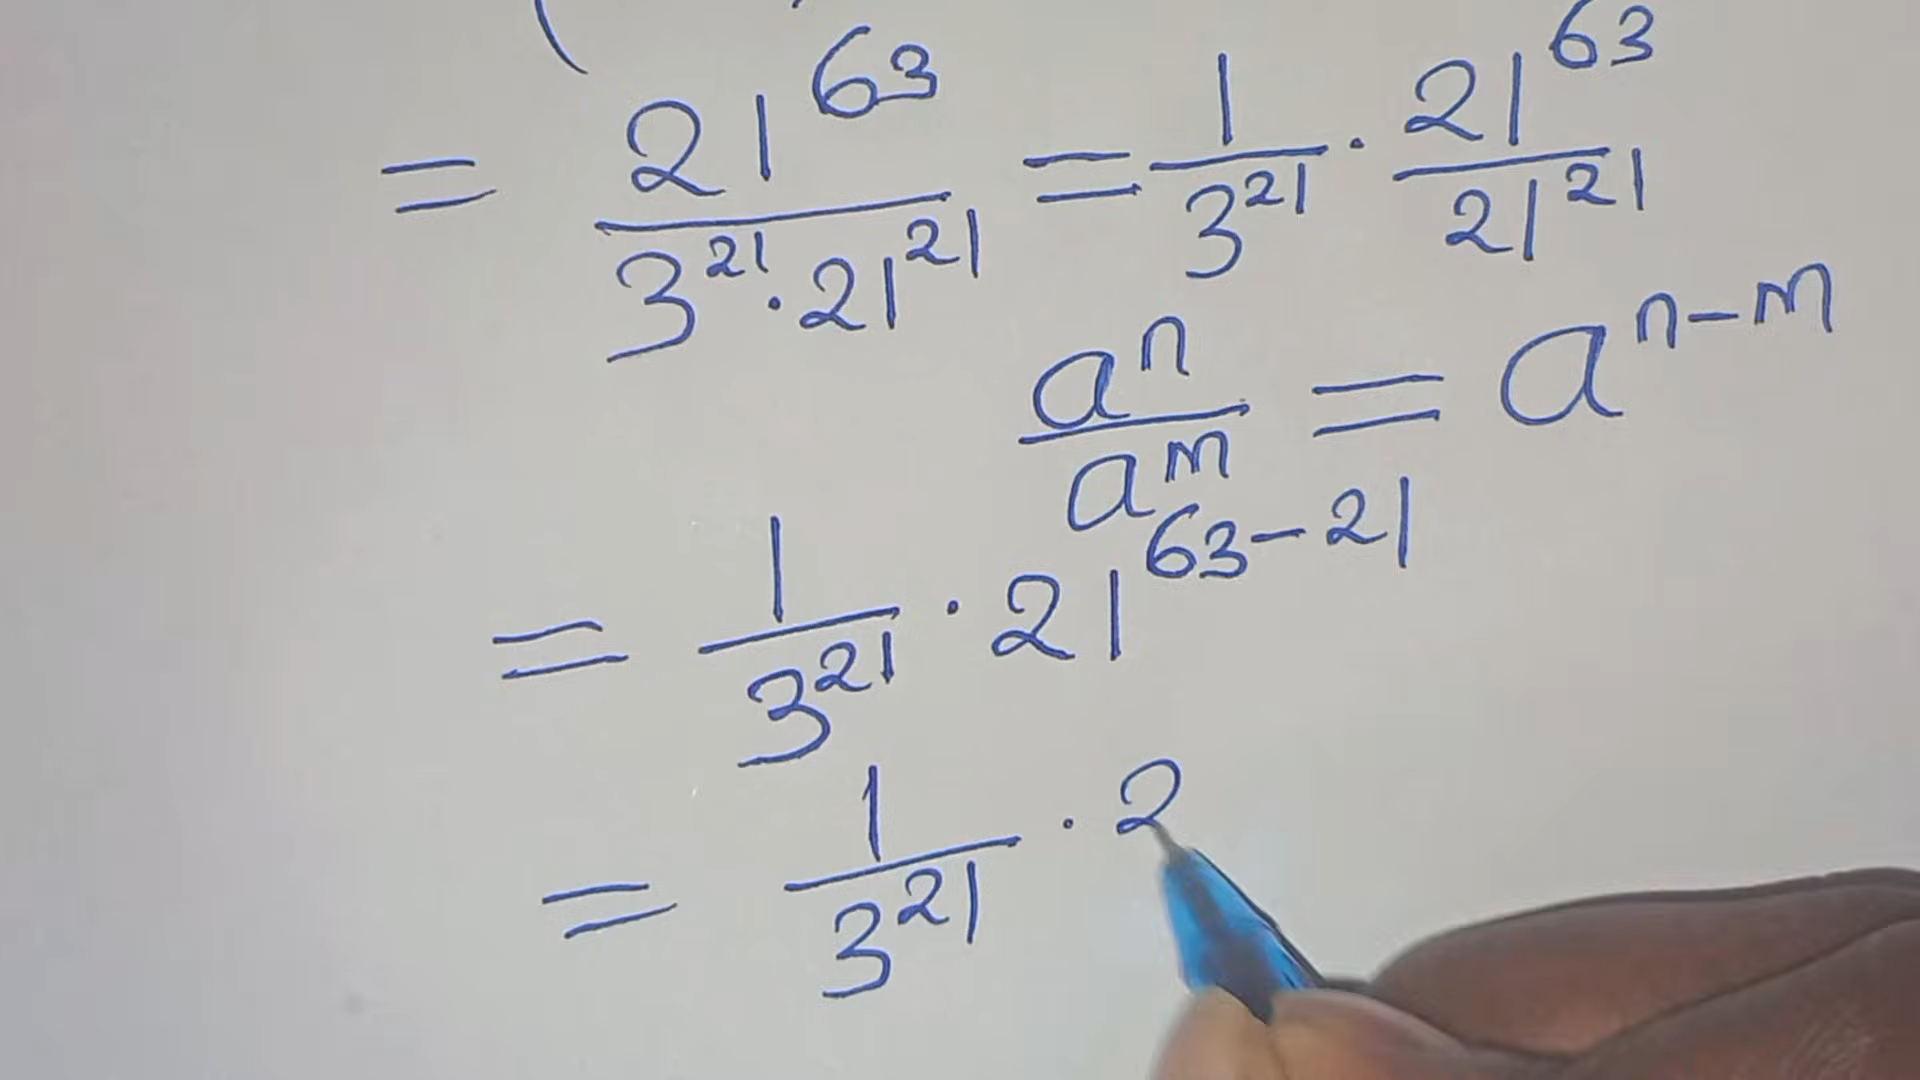 = 21^63 / (3^21 · 21^21) = 1/3^21 · 21^63/21^21
a^n/a^m = a^(n-m)
= 1/3^21 · 21^(63-21)
= 1/3^21 · 2